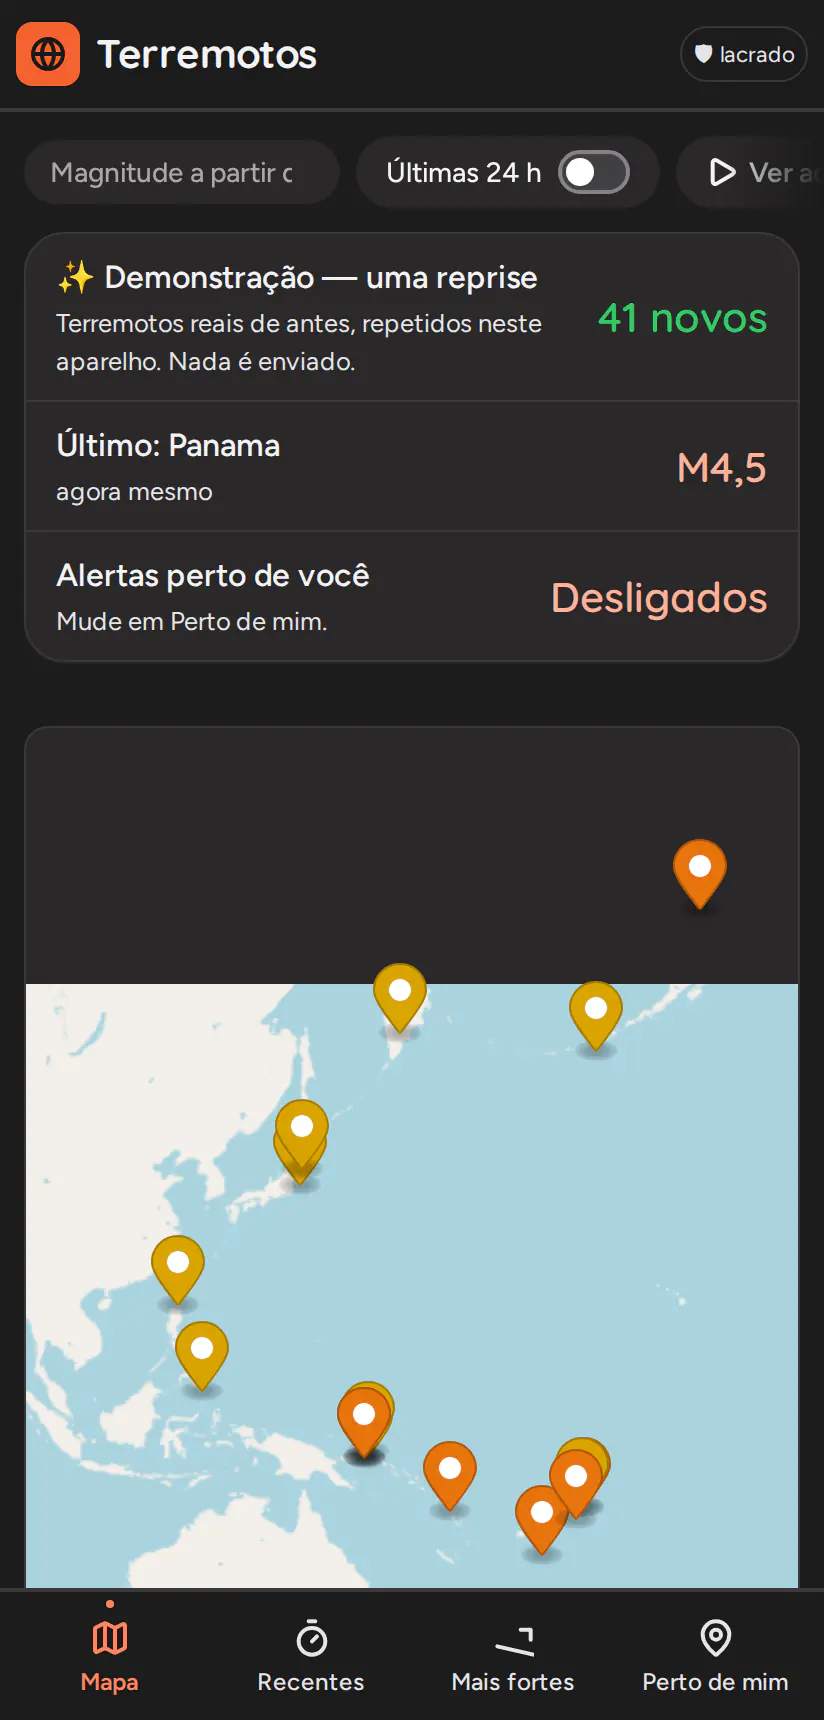 Terremotos
lacrado
Magnitude a partir
Últimas 24 h
Ver
✨ Demonstração — uma reprise
Terremotos reais de antes, repetidos neste
aparelho. Nada é enviado.
41 novos
Último: Panama
agora mesmo
M4,5
Alertas perto de você
Mude em Perto de mim.
Desligados
Mapa
Recentes
Mais fortes
Perto de mim